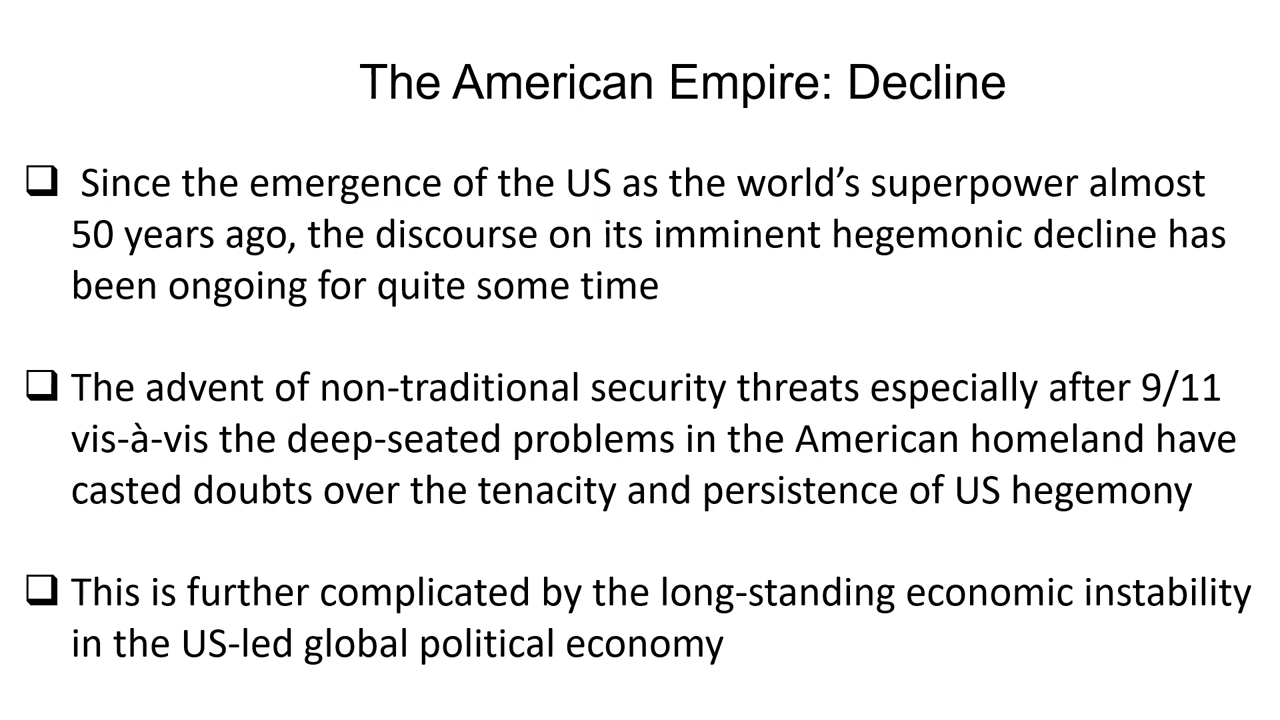 The American Empire: Decline
❑ Since the emergence of the US as the world’s superpower almost
50 years ago, the discourse on its imminent hegemonic decline has
been ongoing for quite some time
❑ The advent of non-traditional security threats especially after 9/11
vis-à-vis the deep-seated problems in the American homeland have
casted doubts over the tenacity and persistence of US hegemony
❑ This is further complicated by the long-standing economic instability
in the US-led global political economy